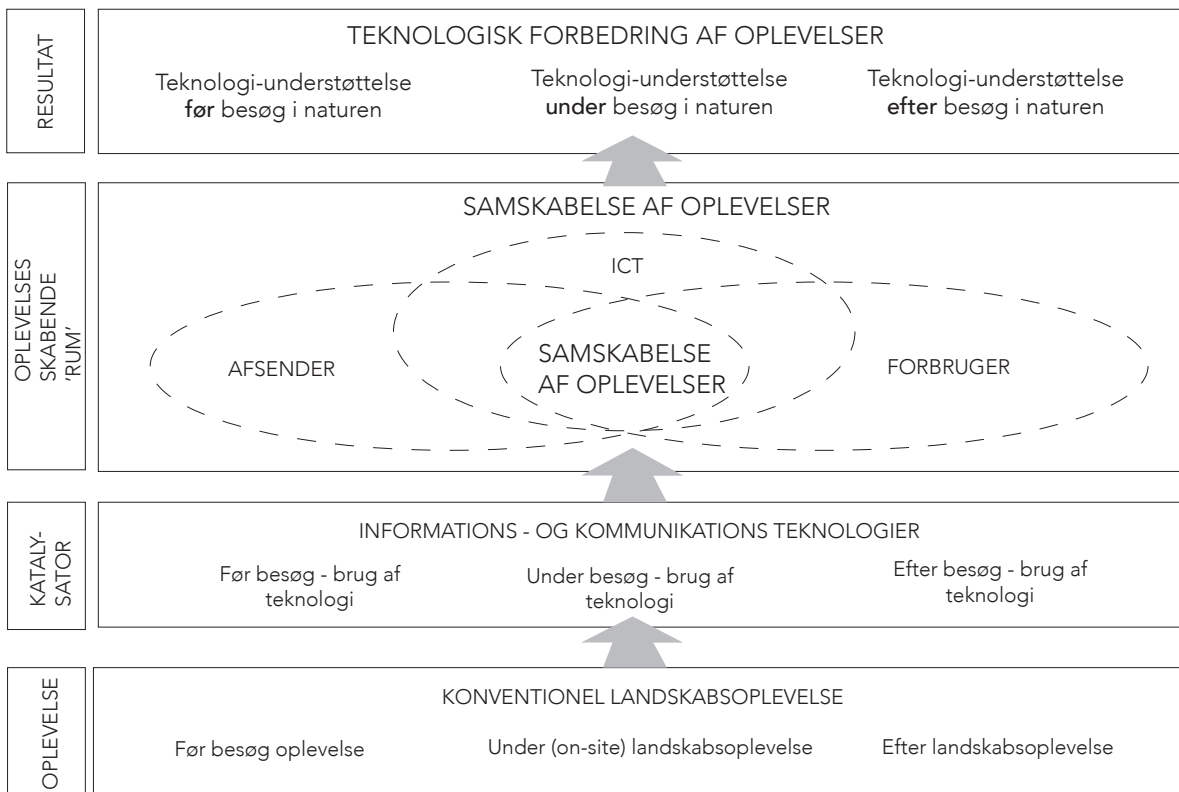 RESULTAT
TEKNOLOGISK FORBEDRING AF OPLEVELSER
Teknologi-understøttelse
før besøg i naturen
Teknologi-understøttelse
under besøg i naturen
Teknologi-understøttelse
efter besøg i naturen
OPLEVELSES
SKABENDE
'RUM'
SAMSKABELSE AF OPLEVELSER
ICT
AFSENDER
SAMSKABELSE
AF OPLEVELSER
FORBRUGER
KATALY-
SATOR
INFORMATIONS - OG KOMMUNIKATIONS TEKNOLOGIER
Før besøg - brug af
teknologi
Under besøg - brug af
teknologi
Efter besøg - brug af
teknologi
OPLEVELSE
KONVENTIONEL LANDSKABSOPLEVELSE
Før besøg oplevelse
Under (on-site) landskabsoplevelse
Efter landskabsoplevelse